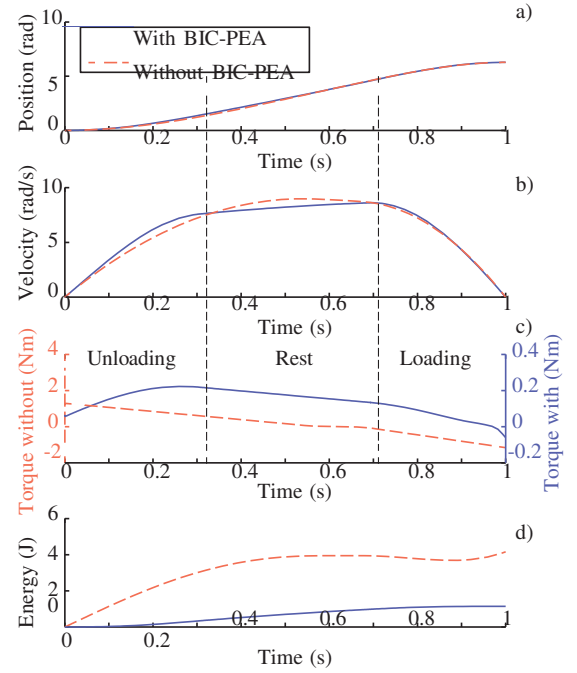 a)
10
With BIC-PEA
Without BIC-PEA
5
0
Position (rad)
0 0.2 0.4 0.6 0.8 1
Time (s)
b)
10
5
0
Velocity (rad/s)
0 0.2 0.4 0.6 0.8 1
Time (s)
c)
Unloading Rest Loading
4
2
0
-2
Torque without (Nm)
0.4
0.2
0
-0.2
Torque with (Nm)
0 0.2 0.4 0.6 0.8 1
Time (s)
d)
6
4
2
0
Energy (J)
0 0.2 0.4 0.6 0.8 1
Time (s)